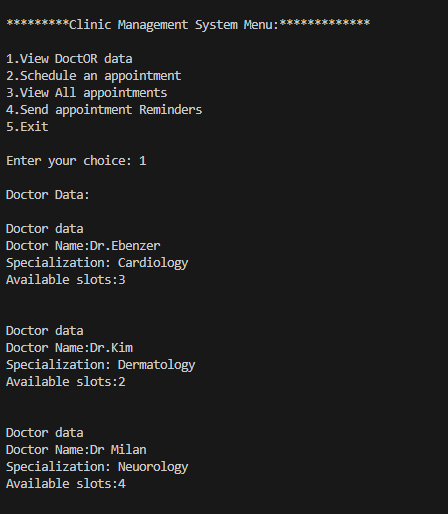 *********Clinic Management System Menu:*************
1.View DoctOR data
2.Schedule an appointment
3.View All appointments
4.Send appointment Reminders
5.Exit
Enter your choice: 1
Doctor Data:
Doctor data
Doctor Name:Dr.Ebenzer
Specialization: Cardiology
Available slots:3
Doctor data
Doctor Name:Dr.Kim
Specialization: Dermatology
Available slots:2
Doctor data
Doctor Name:Dr Milan
Specialization: Neuorology
Available slots:4